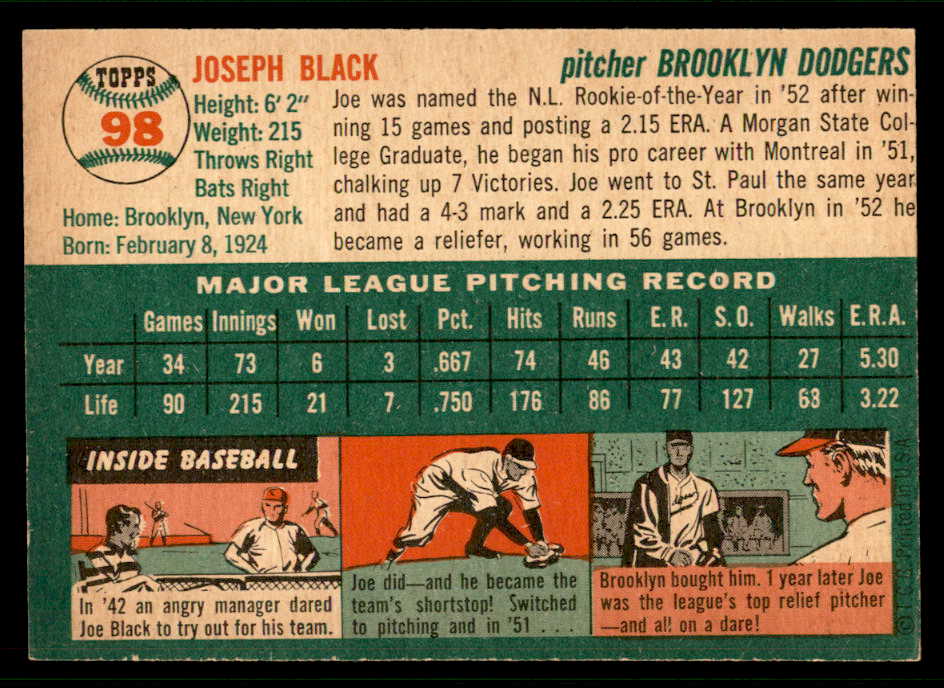 TOPPS
98
JOSEPH BLACK
pitcher BROOKLYN DODGERS
Height: 6' 2"
Weight: 215
Throws Right
Bats Right
Home: Brooklyn, New York
Born: February 8, 1924
Joe was named the N.L. Rookie-of-the-Year in '52 after win-
ning 15 games and posting a 2.15 ERA. A Morgan State Col-
lege Graduate, he began his pro career with Montreal in '51,
chalking up 7 Victories. Joe went to St. Paul the same year
and had a 4-3 mark and a 2.25 ERA. At Brooklyn in '52 he
became a reliefer, working in 56 games.
MAJOR LEAGUE PITCHING RECORD
Games Innings Won Lost Pct. Hits Runs E.R. S.O. Walks E.R.A.
Year 34 73 6 3 .667 74 46 43 42 27 5.30
Life 90 215 21 7 .750 176 86 77 127 63 3.22
INSIDE BASEBALL
In '42 an angry manager dared
Joe Black to try out for his team.
Joe did—and he became the
team's shortstop! Switched
to pitching and in '51 . . .
Brooklyn bought him. 1 year later Joe
was the league's top relief pitcher
—and all on a dare!
©T.C.G. Printed in U.S.A.